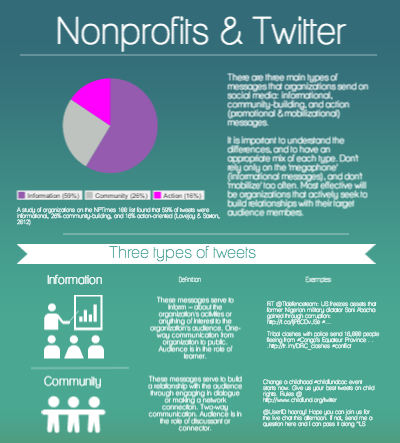 Nonprofits & Twitter
There are three main types of
messages that organizations send on
social media: informational,
community-building, and action
(promotional & mobilizational)
messages.
It is important to understand the
differences, and to have an
appropriate mix of each type. Don't
rely only on the 'megaphone'
(informational messages), and don't
'mobilize' too often. Most effective will
be organizations that actively seek to
build relationships with their target
audience members.
Information (59%) Community (26%) Action (16%)
A study of organizations on the NPTimes 100 list found that 59% of tweets were
informational, 26% community-building, and 16% action-oriented (Lovejoy & Saxton,
2012)
Three types of tweets
Information
Definition
Examples
These messages serve to
inform -- about the
organization's activities or
anything of interest to the
organization's audience. One-
way communication from
organization to public.
Audience is in the role of
learner.
RT @Tidelinesteam: US freezes assets that
former Nigerian military dictator Sani Abacha
gained through corruption.
Tribal clashes with police send 16,000 people
fleeing from #Congo's Equateur Province . .
. #conflict
Community
These messages serve to build
a relationship with the audience
through engaging in dialogue
or making a network
connection. Two-way
communication. Audience is in
the role of discussant or
connector.
Change a childhood #childfundaoc event
starts now. Give us your best tweets on child
rights. Rules @
http://www.childfund.org/twitter
@UserID hooray! Hope you can join us for
the live chat this afternoon. If not, send me a
question here and I can pass it along ^LS